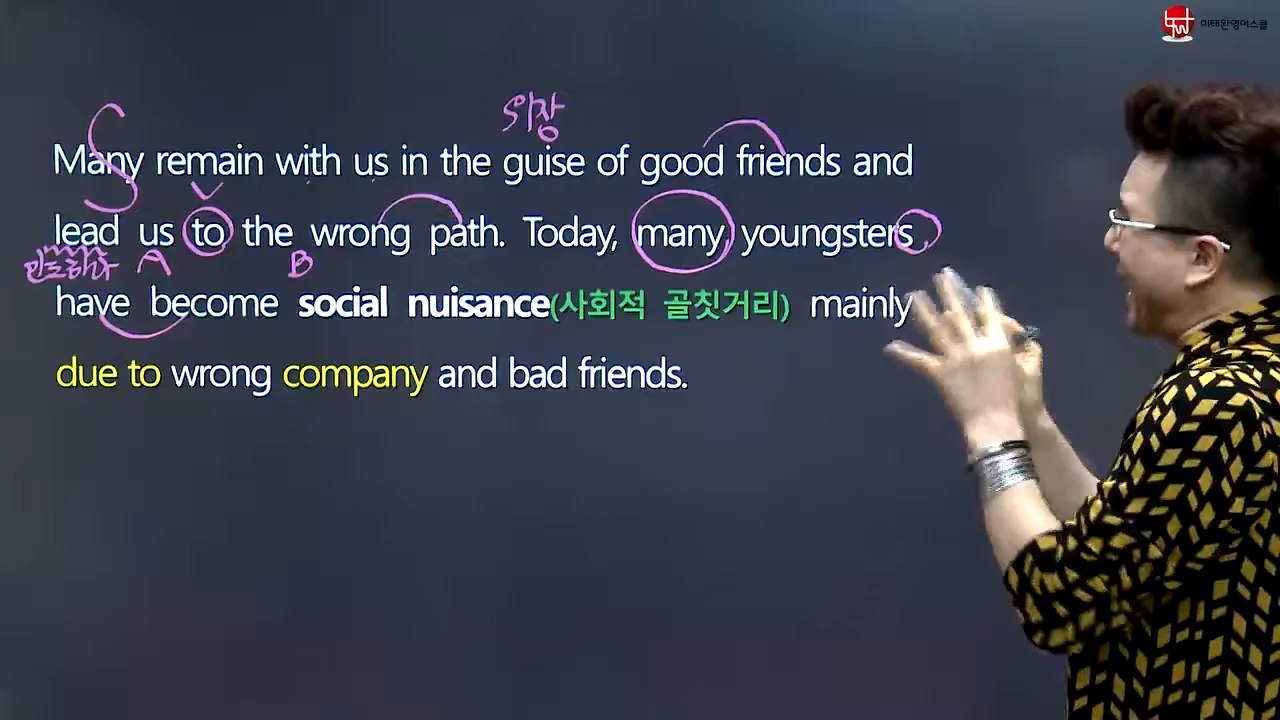 이태완영어스쿨
위장
Many remain with us in the guise of good friends and
lead us to the wrong path. Today, many youngsters
인도하다 A B
have become social nuisance(사회적 골칫거리) mainly
due to wrong company and bad friends.